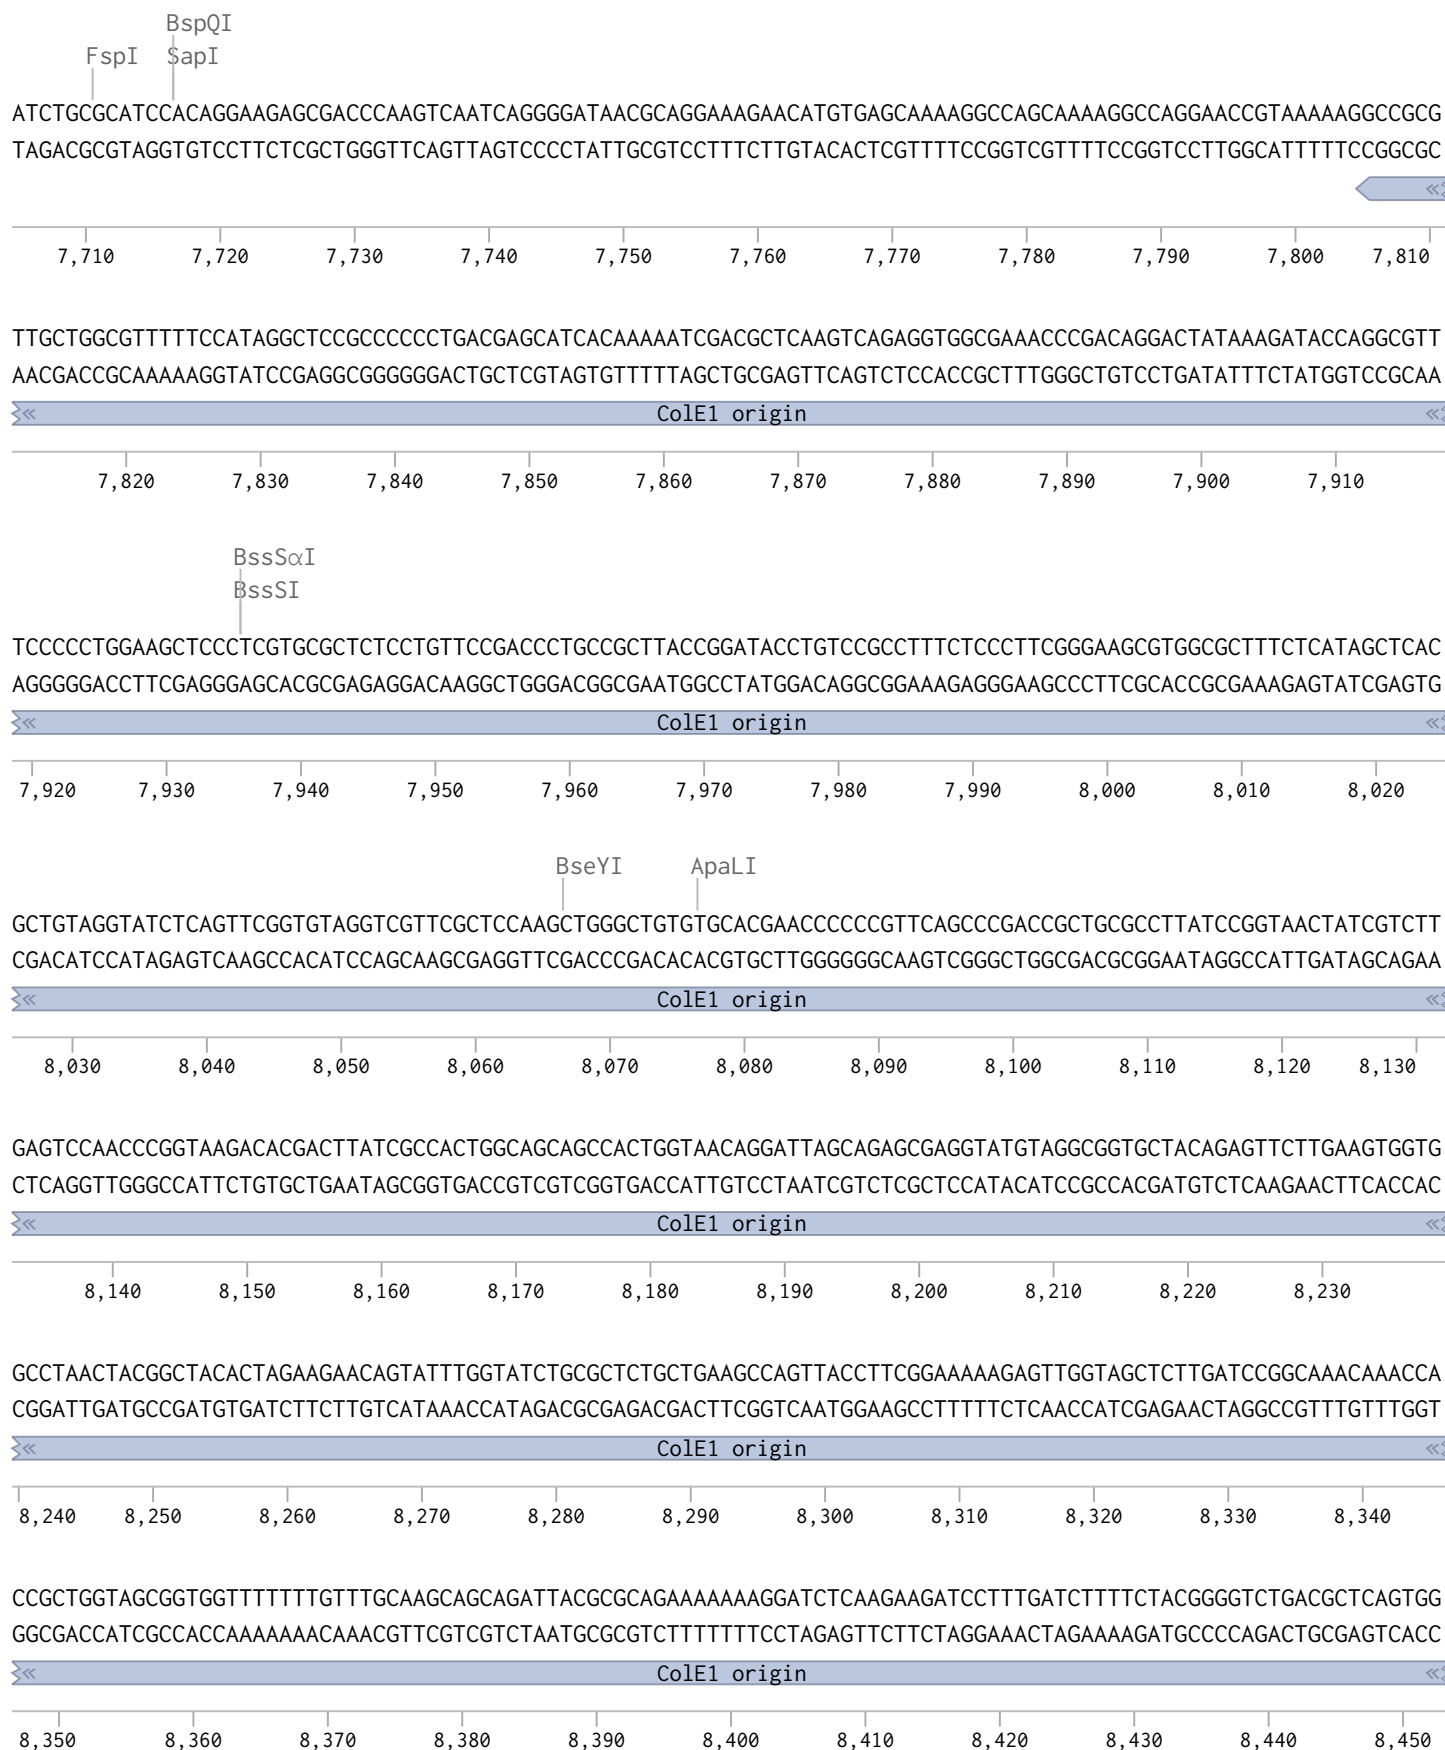 BspQI
FspI SapI
ATCTGCGCATCCACAGGAAGAGCGACCCAAGTCAATCAGGGGATAACGCAGGAAAGAACATGTGAGCAAAAGGCCAGCAAAAGGCCAGGAACCGTAAAAAGGCCGCG
TAGACGCGTAGGTGTCCTTCTCGCTGGGTTCAGTTAGTCCCCTATTGCGTCCTTTCTTGTACACTCGTTTTCCGGTCGTTTTCCGGTCCTTGGCATTTTTCCGGCGC
7,710 7,720 7,730 7,740 7,750 7,760 7,770 7,780 7,790 7,800 7,810
TTGCTGGCGTTTTTCCATAGGCTCCGCCCCCCTGACGAGCATCACAAAAATCGACGCTCAAGTCAGAGGTGGCGAAACCCGACAGGACTATAAAGATACCAGGCGTT
AACGACCGCAAAAAGGTATCCGAGGCGGGGGGACTGCTCGTAGTGTTTTTAGCTGCGAGTTCAGTCTCCACCGCTTTGGGCTGTCCTGATATTTCTATGGTCCGCAA
ColE1 origin
7,820 7,830 7,840 7,850 7,860 7,870 7,880 7,890 7,900 7,910
BssSαI
BssSI
TCCCCCTGGAAGCTCCCTCGTGCGCTCTCCTGTTCCGACCCTGCCGCTTACCGGATACCTGTCCGCCTTTCTCCCTTCGGGAAGCGTGGCGCTTTCTCATAGCTCAC
AGGGGGACCTTCGAGGGAGCACGCGAGAGGACAAGGCTGGGACGGCGAATGGCCTATGGACAGGCGGAAAGAGGGAAGCCCTTCGCACCGCGAAAGAGTATCGAGTG
ColE1 origin
7,920 7,930 7,940 7,950 7,960 7,970 7,980 7,990 8,000 8,010 8,020
BseYI ApaLI
GCTGTAGGTATCTCAGTTCGGTGTAGGTCGTTCGCTCCAAGCTGGGCTGTGTGCACGAACCCCCCGTTCAGCCCGACCGCTGCGCCTTATCCGGTAACTATCGTCTT
CGACATCCATAGAGTCAAGCCACATCCAGCAAGCGAGGTTCGACCCGACACACGTGCTTGGGGGGCAAGTCGGGCTGGCGACGCGGAATAGGCCATTGATAGCAGAA
ColE1 origin
8,030 8,040 8,050 8,060 8,070 8,080 8,090 8,100 8,110 8,120 8,130
GAGTCCAACCCGGTAAGACACGACTTATCGCCACTGGCAGCAGCCACTGGTAACAGGATTAGCAGAGCGAGGTATGTAGGCGGTGCTACAGAGTTCTTGAAGTGGTG
CTCAGGTTGGGCCATTCTGTGCTGAATAGCGGTGACCGTCGTCGGTGACCATTGTCCTAATCGTCTCGCTCCATACATCCGCCACGATGTCTCAAGAACTTCACCAC
ColE1 origin
8,140 8,150 8,160 8,170 8,180 8,190 8,200 8,210 8,220 8,230
GCCTAACTACGGCTACACTAGAAGAACAGTATTTGGTATCTGCGCTCTGCTGAAGCCAGTTACCTTCGGAAAAAGAGTTGGTAGCTCTTGATCCGGCAAACAAACCA
CGGATTGATGCCGATGTGATCTTCTTGTCATAAACCATAGACGCGAGACGACTTCGGTCAATGGAAGCCTTTTTCTCAACCATCGAGAACTAGGCCGTTTGTTTGGT
ColE1 origin
8,240 8,250 8,260 8,270 8,280 8,290 8,300 8,310 8,320 8,330 8,340
CCGCTGGTAGCGGTGGTTTTTTTGTTTGCAAGCAGCAGATTACGCGCAGAAAAAAAGGATCTCAAGAAGATCCTTTGATCTTTTCTACGGGGTCTGACGCTCAGTGG
GGCGACCATCGCCACCAAAAAAACAAACGTTCGTCGTCTAATGCGCGTCTTTTTTTCCTAGAGTTCTTCTAGGAAACTAGAAAAGATGCCCCAGACTGCGAGTCACC
ColE1 origin
8,350 8,360 8,370 8,380 8,390 8,400 8,410 8,420 8,430 8,440 8,450